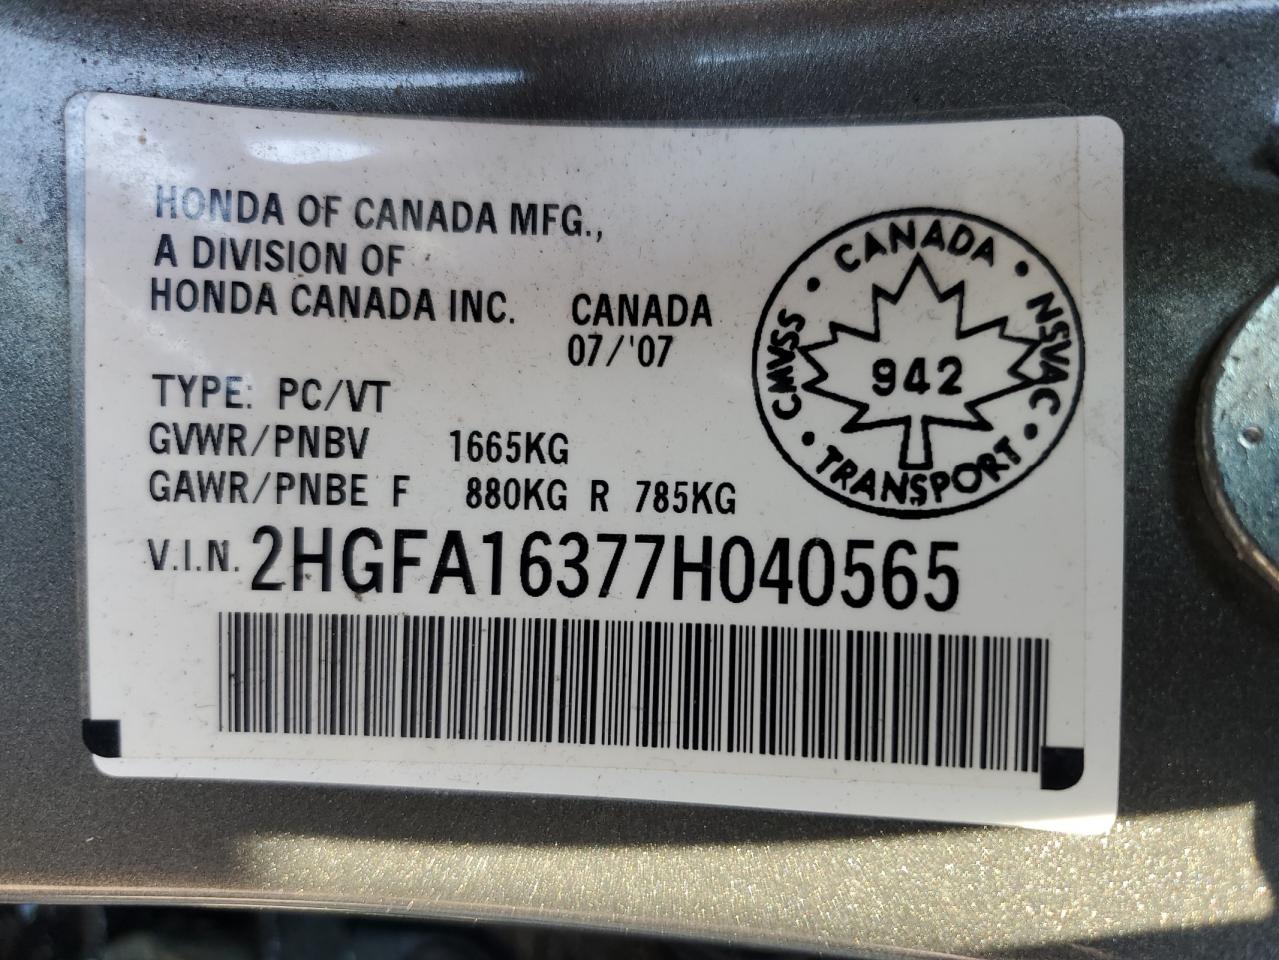 HONDA OF CANADA MFG.,
A DIVISION OF
HONDA CANADA INC. CANADA
07/'07
TYPE: PC/VT
GVWR/PNBV 1665KG
GAWR/PNBE F 880KG R 785KG
V.I.N. 2HGFA16377H040565
CANADA
NSVAC
TRANSPORT
CMVSS
942